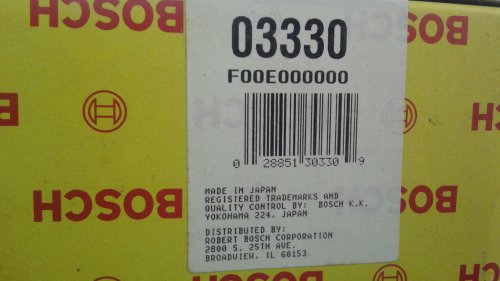 BOSCH
BOSCH
03330
F00E000000
0 28851 30330 9
MADE IN JAPAN
REGISTERED TRADEMARKS AND
QUALITY CONTROL BY: BOSCH K.K.
YOKOHAMA 224, JAPAN
DISTRIBUTED BY:
ROBERT BOSCH CORPORATION
2800 S. 25TH AVE.
BROADVIEW, IL 60153
BOSCH
BOSC